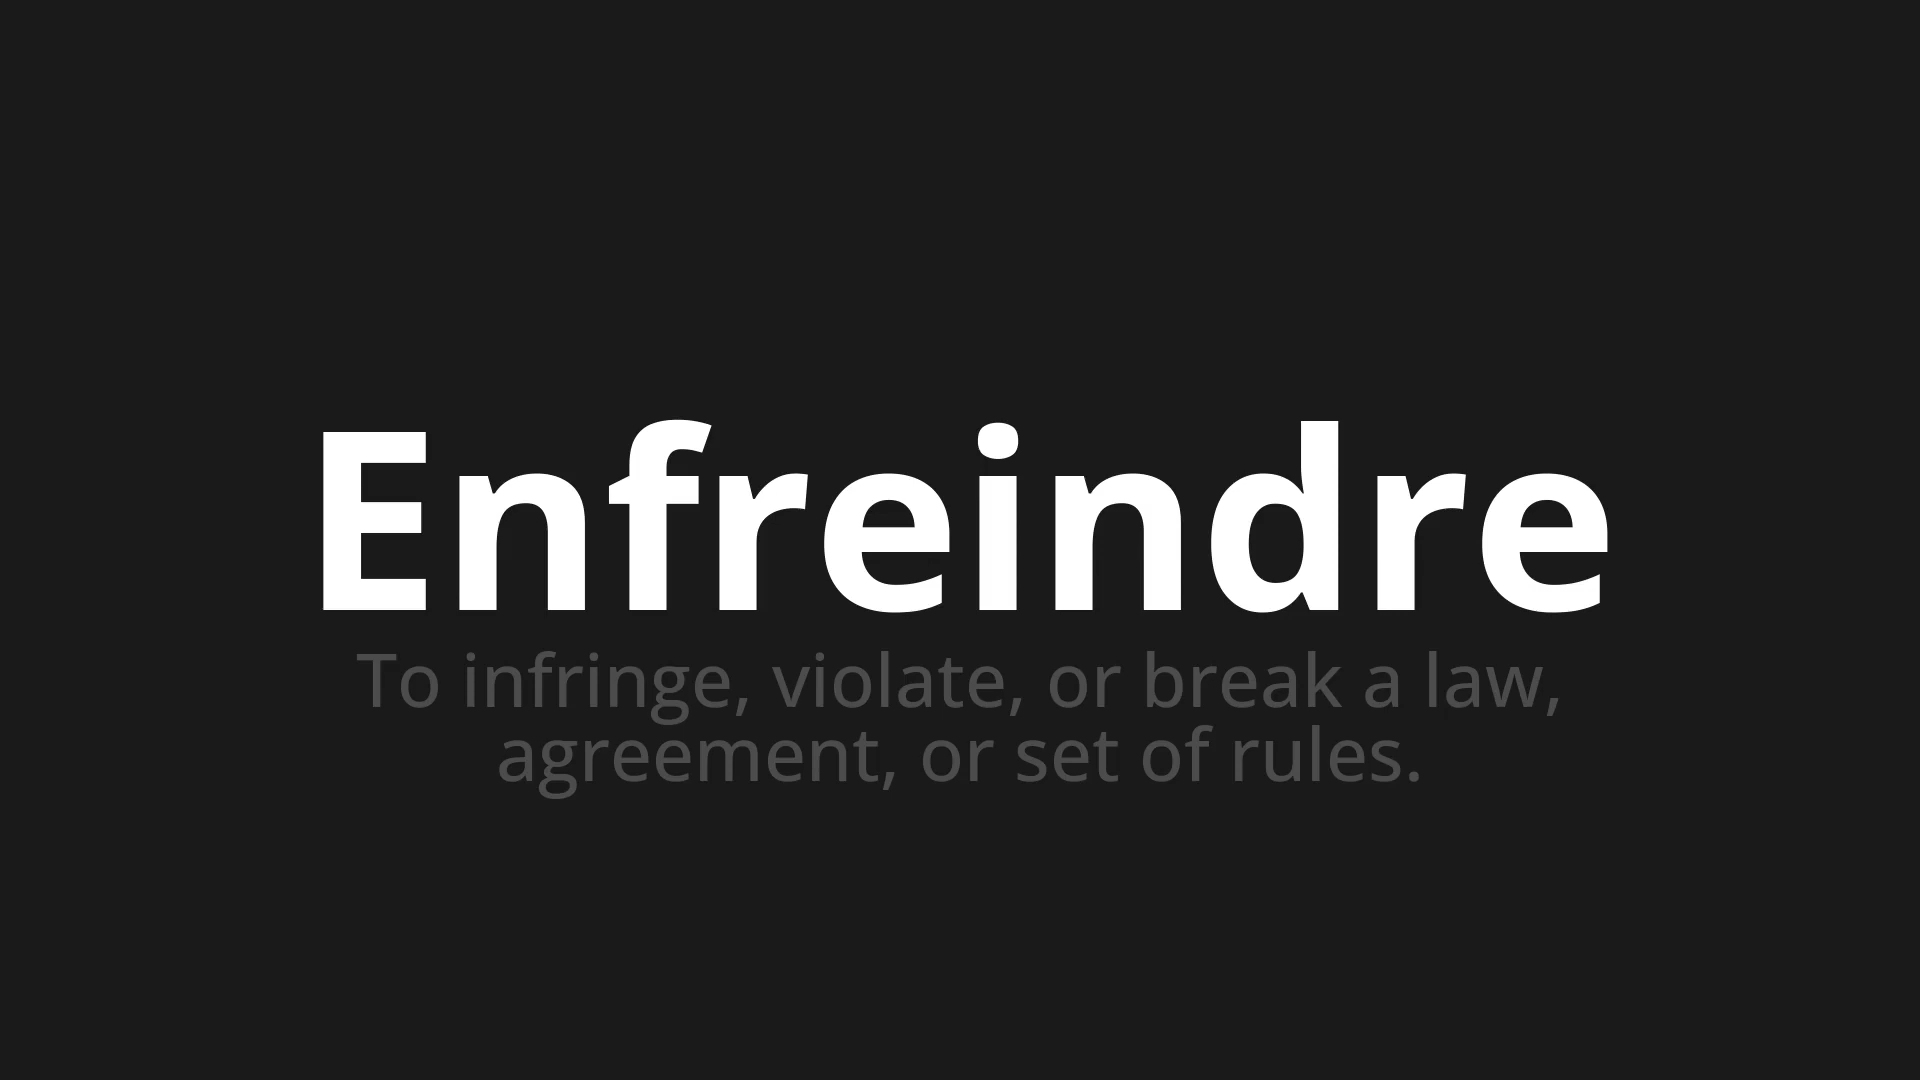 Enfreindre
To infringe, violate, or break a law,
agreement, or set of rules.